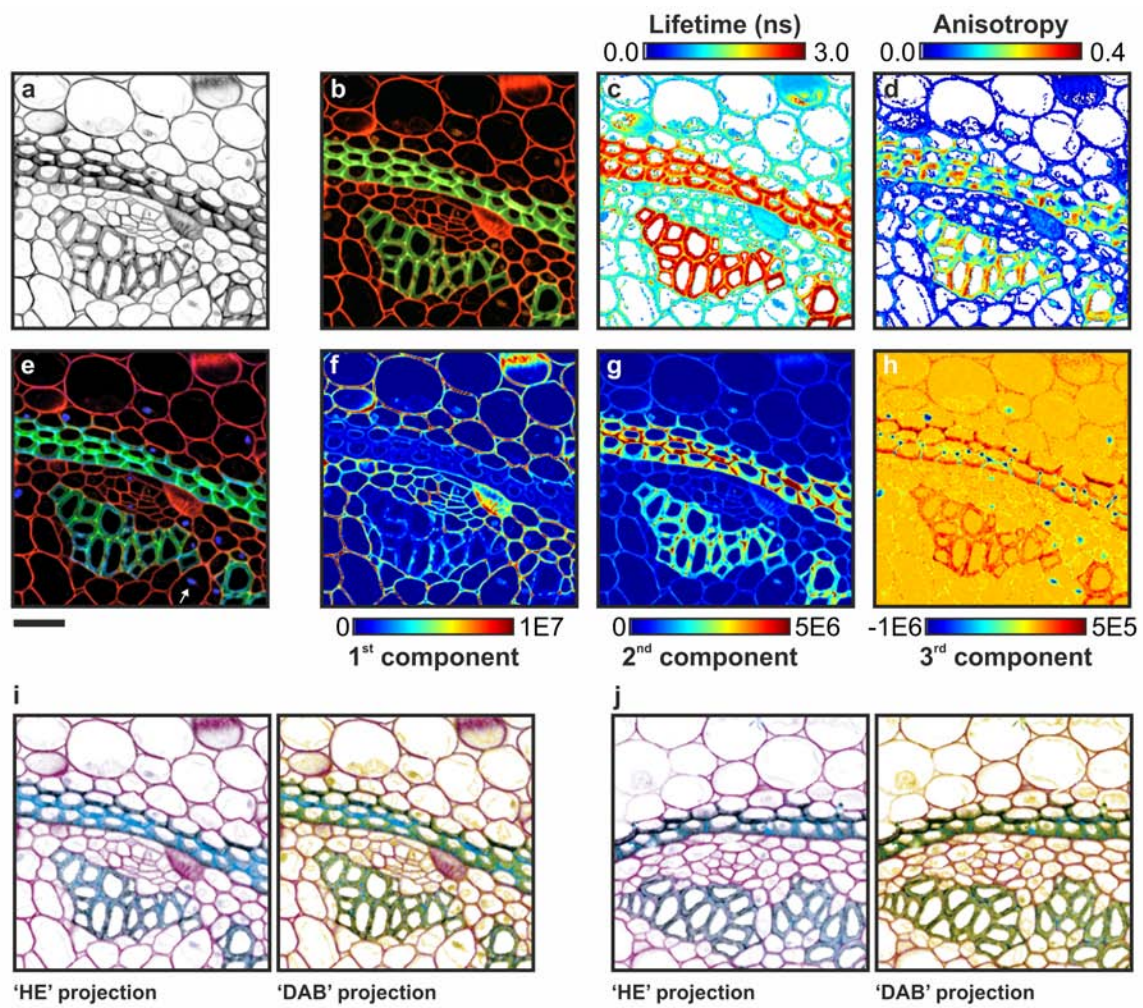 Lifetime (ns)
0.0 3.0
Anisotropy
0.0 0.4
a
b
c
d
e
f
g
h
0 1E7
1st component
0 5E6
2nd component
-1E6 5E5
3rd component
i
j
'HE' projection
'DAB' projection
'HE' projection
'DAB' projection